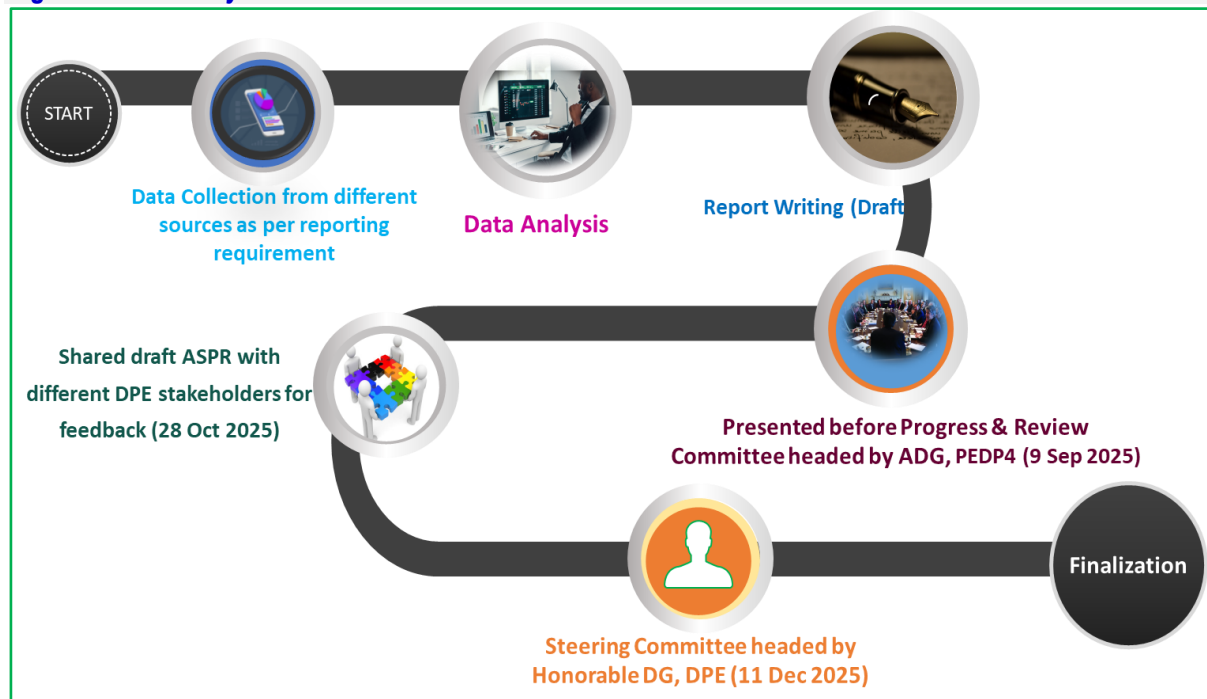 START
Data Collection from different
sources as per reporting
requirement
Data Analysis
Report Writing (Draft
Presented before Progress & Review
Committee headed by ADG, PEDP4 (9 Sep 2025)
Shared draft ASPR with
different DPE stakeholders for
feedback (28 Oct 2025)
Steering Committee headed by
Honorable DG, DPE (11 Dec 2025)
Finalization